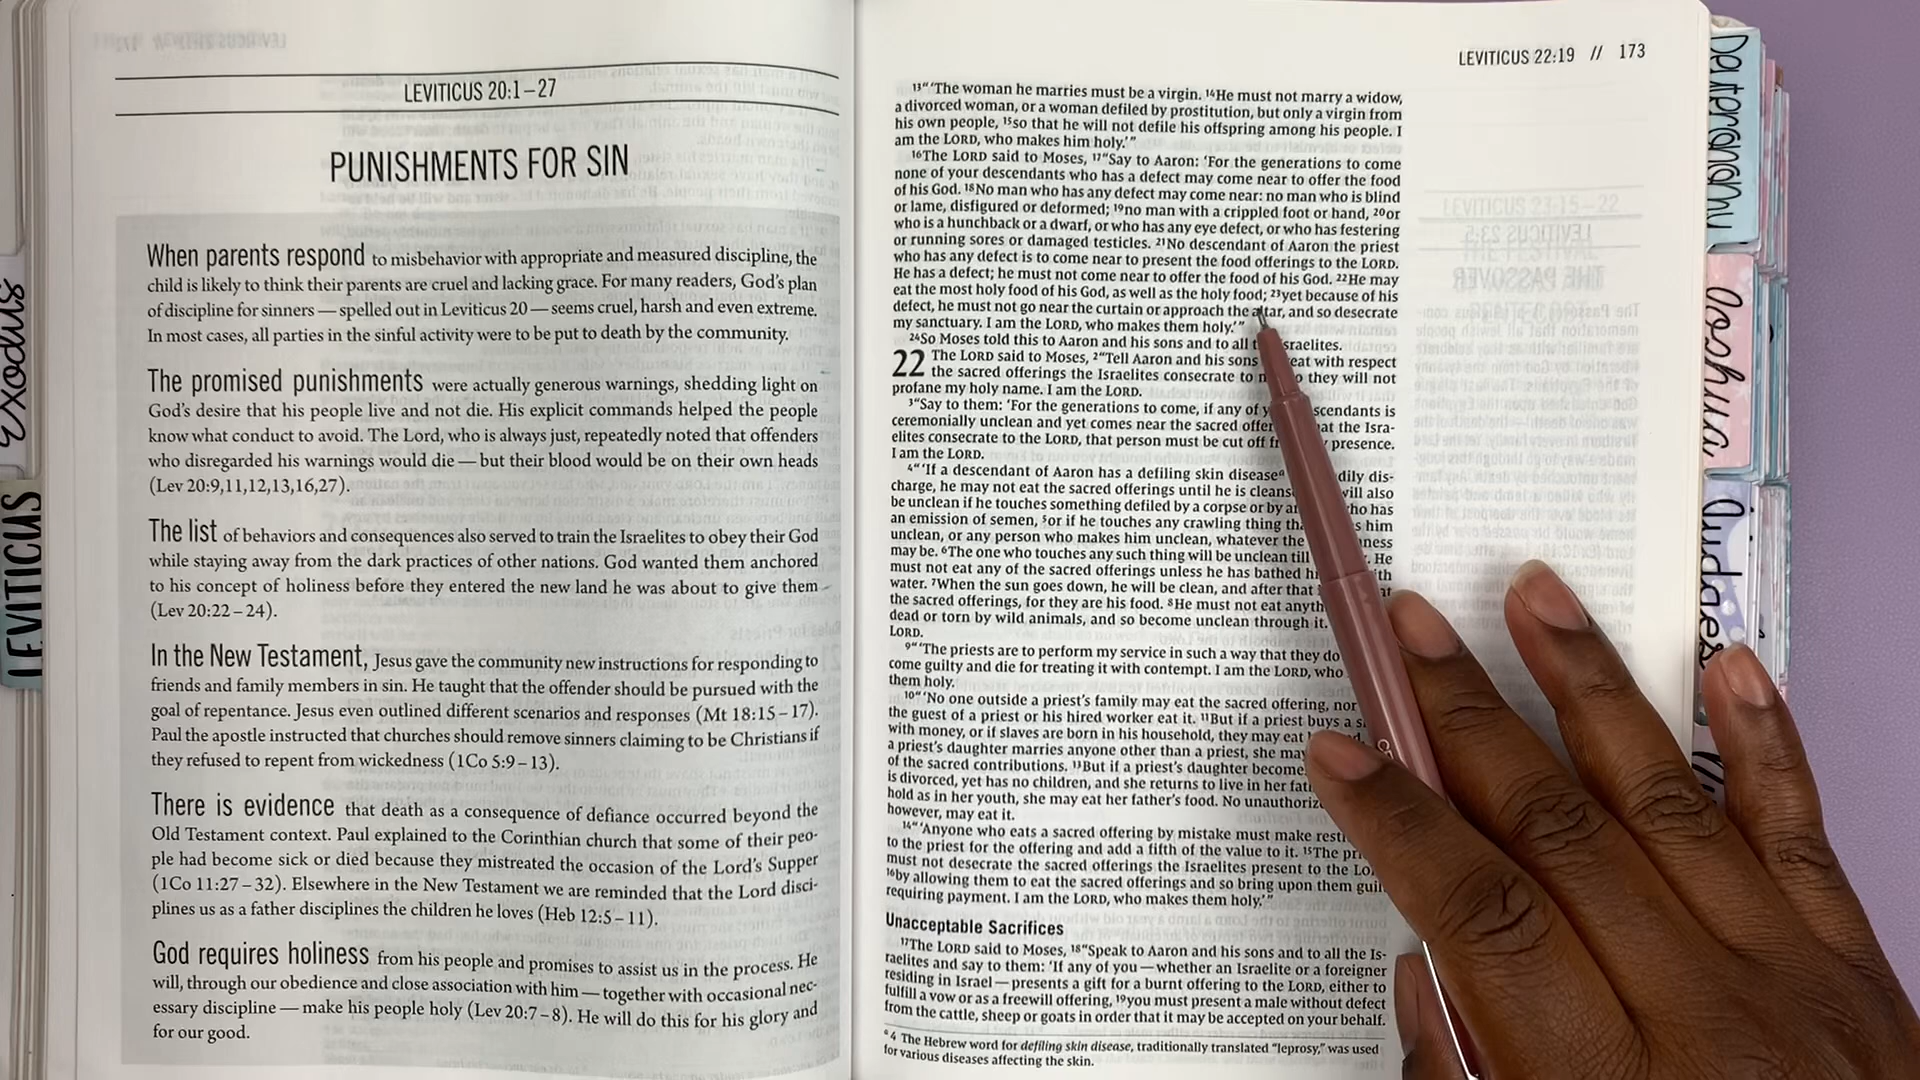 LEVITICUS 20:1–27
PUNISHMENTS FOR SIN
When parents respond to misbehavior with appropriate and measured discipline, the
child is likely to think their parents are cruel and lacking grace. For many readers, God's plan
of discipline for sinners — spelled out in Leviticus 20 — seems cruel, harsh and even extreme.
In most cases, all parties in the sinful activity were to be put to death by the community.
The promised punishments were actually generous warnings, shedding light on
God's desire that his people live and not die. His explicit commands helped the people
know what conduct to avoid. The Lord, who is always just, repeatedly noted that offenders
who disregarded his warnings would die — but their blood would be on their own heads
(Lev 20:9,11,12,13,16,27).
The list of behaviors and consequences also served to train the Israelites to obey their God
while staying away from the dark practices of other nations. God wanted them anchored
to his concept of holiness before they entered the new land he was about to give them
(Lev 20:22–24).
In the New Testament, Jesus gave the community new instructions for responding to
friends and family members in sin. He taught that the offender should be pursued with the
goal of repentance. Jesus even outlined different scenarios and responses (Mt 18:15–17).
Paul the apostle instructed that churches should remove sinners claiming to be Christians if
they refused to repent from wickedness (1Co 5:9–13).
There is evidence that death as a consequence of defiance occurred beyond the
Old Testament context. Paul explained to the Corinthian church that some of their peo-
ple had become sick or died because they mistreated the occasion of the Lord's Supper
(1Co 11:27–32). Elsewhere in the New Testament we are reminded that the Lord disci-
plines us as a father disciplines the children he loves (Heb 12:5–11).
God requires holiness from his people and promises to assist us in the process. He
will, through our obedience and close association with him — together with occasional nec-
essary discipline — make his people holy (Lev 20:7–8). He will do this for his glory and
for our good.
LEVITICUS 22:19 // 173
13"'The woman he marries must be a virgin. 14He must not marry a widow,
a divorced woman, or a woman defiled by prostitution, but only a virgin from
his own people, 15so that he will not defile his offspring among his people. I
am the LORD, who makes him holy.'"
16The LORD said to Moses, 17"Say to Aaron: 'For the generations to come
none of your descendants who has a defect may come near to offer the food
of his God. 18No man who has any defect may come near: no man who is blind
or lame, disfigured or deformed; 19no man with a crippled foot or hand, 20or
who is a hunchback or a dwarf, or who has any eye defect, or who has festering
or running sores or damaged testicles. 21No descendant of Aaron the priest
who has any defect is to come near to present the food offerings to the LORD.
He has a defect; he must not come near to offer the food of his God. 22He may
eat the most holy food of his God, as well as the holy food; 23yet because of his
defect, he must not go near the curtain or approach the altar, and so desecrate
my sanctuary. I am the LORD, who makes them holy.'"
24So Moses told this to Aaron and his sons and to all
22 The LORD said to Moses, 2"Tell Aaron and his sons with respect
the sacred offerings the Israelites consecrate to they will not
profane my holy name. I am the LORD.
3"Say to them: 'For the generations to come, if any of is
ceremonially unclean and yet comes near the sacred the Isra-
elites consecrate to the LORD, that person must be cut off presence.
I am the LORD.
4"'If a descendant of Aaron has a defiling skin diseasea dis-
charge, he may not eat the sacred offerings until he is also
be unclean if he touches something defiled by a corpse or by has
an emission of semen, 5or if he touches any crawling thing him
unclean, or any person who makes him unclean, whatever the
may be. 6The one who touches any such thing will be unclean till He
must not eat any of the sacred offerings unless he has bathed
water. 7When the sun goes down, he will be clean, and after that
the sacred offerings, for they are his food. 8He must not eat
dead or torn by wild animals, and so become unclean through it.
LORD.
9"'The priests are to perform my service in such a way that they do
come guilty and die for treating it with contempt. I am the LORD, who
them holy.
10"'No one outside a priest's family may eat the sacred offering, nor
the guest of a priest or his hired worker eat it. 11But if a priest buys a
with money, or if slaves are born in his household, they may eat
a priest's daughter marries anyone other than a priest, she may
of the sacred contributions. 13But if a priest's daughter
is divorced, yet has no children, and she returns to live in her
hold as in her youth, she may eat her father's food. No
however, may eat it.
14"'Anyone who eats a sacred offering by mistake must make
to the priest for the offering and add a fifth of the value to it. 15The
must not desecrate the sacred offerings the Israelites present to the
16by allowing them to eat the sacred offerings and so bring upon them
requiring payment. I am the LORD, who makes them holy.'"
Unacceptable Sacrifices
17The LORD said to Moses, 18"Speak to Aaron and his sons and to all the Is-
raelites and say to them: 'If any of you — whether an Israelite or a foreigner
residing in Israel — presents a gift for a burnt offering to the LORD, either to
fulfill a vow or as a freewill offering, 19you must present a male without defect
from the cattle, sheep or goats in order that it may be accepted on your behalf.
a 4 The Hebrew word for defiling skin disease, traditionally translated "leprosy," was used
for various diseases affecting the skin.
Exodus
LEVITICUS
Deuteronomy
Joshua
Judges